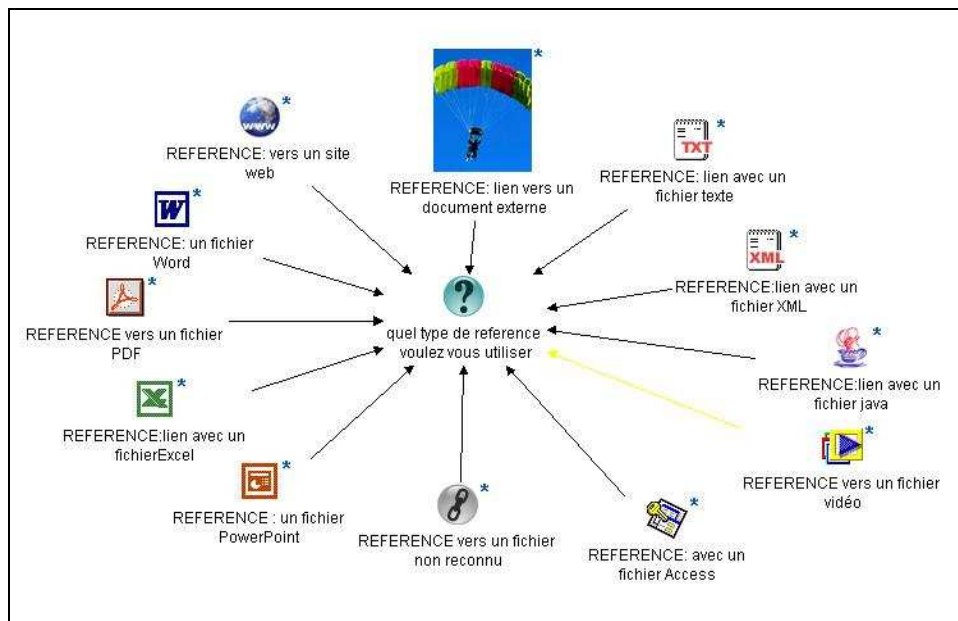 *
www
REFERENCE: vers un site
web
*
REFERENCE: lien vers un
document externe
*
TXT
REFERENCE: lien avec un
fichier texte
*
W
REFERENCE: un fichier
Word
*
XML
REFERENCE:lien avec un
fichier XML
*
REFERENCE vers un fichier
PDF
?
quel type de reference
voulez vous utiliser
*
REFERENCE:lien avec un
fichier java
*
X
REFERENCE:lien avec un
fichierExcel
*
REFERENCE vers un fichier
vidéo
*
REFERENCE : un fichier
PowerPoint
*
REFERENCE vers un fichier
non reconnu
*
REFERENCE: avec un
fichier Access
*